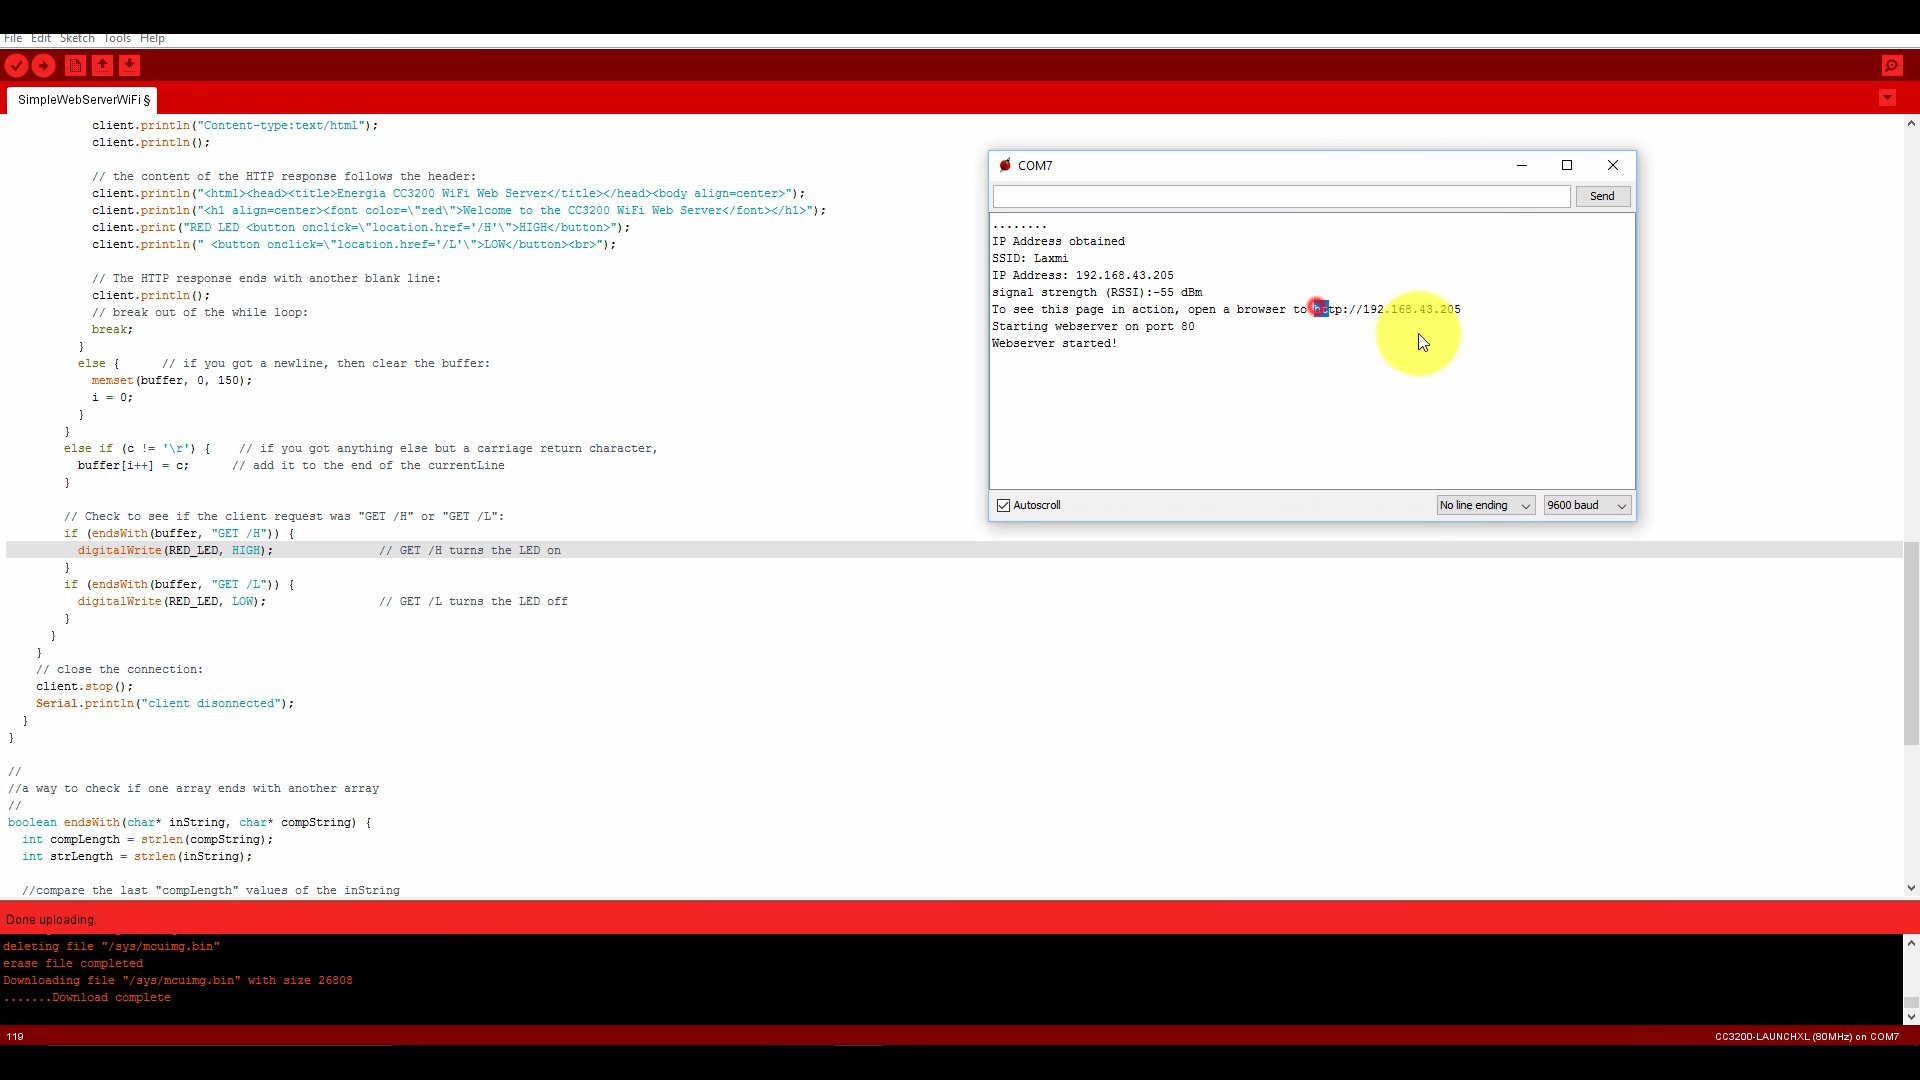 File Edit Sketch Tools Help
SimpleWebServerWiFi §
client.println("Content-type:text/html");
client.println();
// the content of the HTTP response follows the header:
client.println("<html><head><title>Energia CC3200 WiFi Web Server</title></head><body align=center>");
client.println("<h1 align=center><font color=\"red\">Welcome to the CC3200 WiFi Web Server</font></h1>");
client.print("RED LED <button onclick=\"location.href='/H'\">HIGH</button>");
client.println(" <button onclick=\"location.href='/L'\">LOW</button><br>");
// The HTTP response ends with another blank line:
client.println();
// break out of the while loop:
break;
}
else {      // if you got a newline, then clear the buffer:
memset(buffer, 0, 150);
i = 0;
}
}
else if (c != '\r') {    // if you got anything else but a carriage return character,
buffer[i++] = c;      // add it to the end of the currentLine
}
// Check to see if the client request was "GET /H" or "GET /L":
if (endsWith(buffer, "GET /H")) {
digitalWrite(RED_LED, HIGH);               // GET /H turns the LED on
}
if (endsWith(buffer, "GET /L")) {
digitalWrite(RED_LED, LOW);                // GET /L turns the LED off
}
}
}
// close the connection:
client.stop();
Serial.println("client disonnected");
}
}
//
//a way to check if one array ends with another array
//
boolean endsWith(char* inString, char* compString) {
int compLength = strlen(compString);
int strLength = strlen(inString);
//compare the last "compLength" values of the inString
COM7
Send
........
IP Address obtained
SSID: Laxmi
IP Address: 192.168.43.205
signal strength (RSSI):-55 dBm
To see this page in action, open a browser to http://192.168.43.205
Starting webserver on port 80
Webserver started!
Autoscroll
No line ending
9600 baud
Done uploading.
deleting file "/sys/mcuimg.bin"
erase file completed
Downloading file "/sys/mcuimg.bin" with size 26808
.......Download complete
119
CC3200-LAUNCHXL (80MHz) on COM7